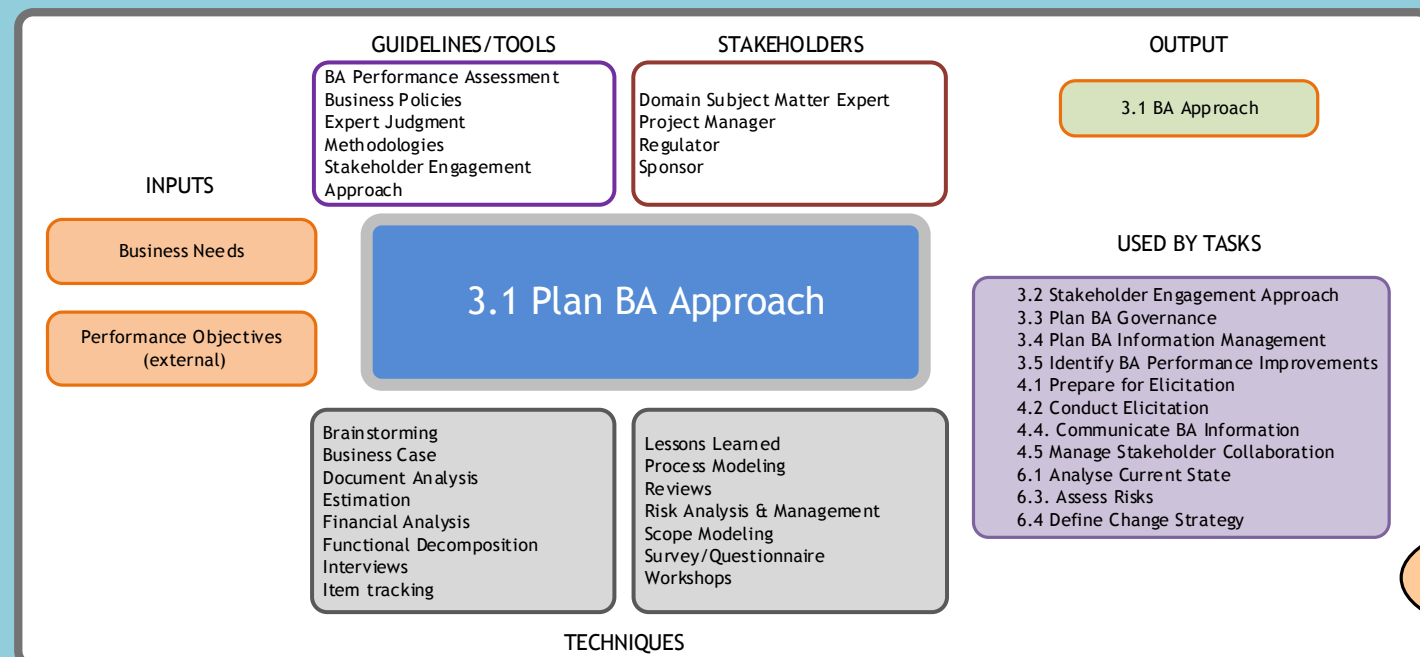 GUIDELINES/TOOLS
BA Performance Assessment
Business Policies
Expert Judgment
Methodologies
Stakeholder Engagement
Approach
STAKEHOLDERS
Domain Subject Matter Expert
Project Manager
Regulator
Sponsor
OUTPUT
3.1 BA Approach
INPUTS
Business Needs
Performance Objectives
(external)
3.1 Plan BA Approach
USED BY TASKS
3.2 Stakeholder Engagement Approach
3.3 Plan BA Governance
3.4 Plan BA Information Management
3.5 Identify BA Performance Improvements
4.1 Prepare for Elicitation
4.2 Conduct Elicitation
4.4. Communicate BA Information
4.5 Manage Stakeholder Collaboration
6.1 Analyse Current State
6.3. Assess Risks
6.4 Define Change Strategy
Brainstorming
Business Case
Document Analysis
Estimation
Financial Analysis
Functional Decomposition
Interviews
Item tracking
Lessons Learned
Process Modeling
Reviews
Risk Analysis & Management
Scope Modeling
Survey/Questionnaire
Workshops
TECHNIQUES